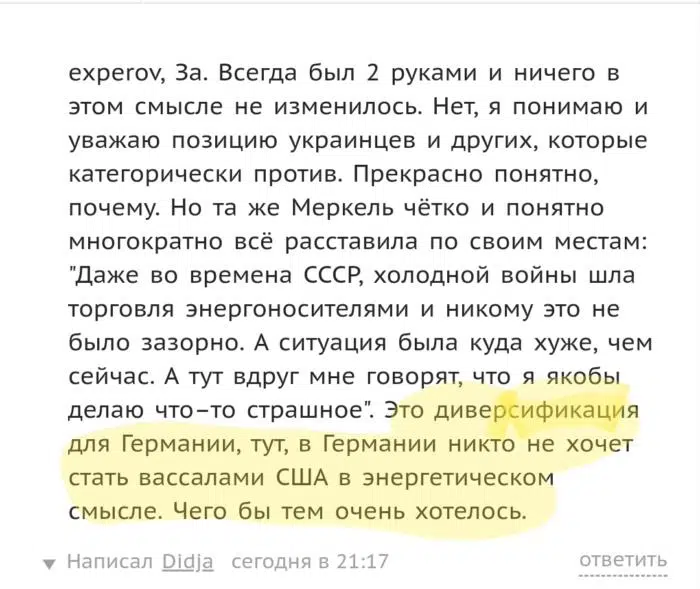 experov, За. Всегда был 2 руками и ничего в
этом смысле не изменилось. Нет, я понимаю и
уважаю позицию украинцев и других, которые
категорически против. Прекрасно понятно,
почему. Но та же Меркель чётко и понятно
многократно всё расставила по своим местам:
"Даже во времена СССР, холодной войны шла
торговля энергоносителями и никому это не
было зазорно. А ситуация была куда хуже, чем
сейчас. А тут вдруг мне говорят, что я якобы
делаю что-то страшное". Это диверсификация
для Германии, тут, в Германии никто не хочет
стать вассалами США в энергетическом
смысле. Чего бы тем очень хотелось.
Написал Didja сегодня в 21:17 ответить